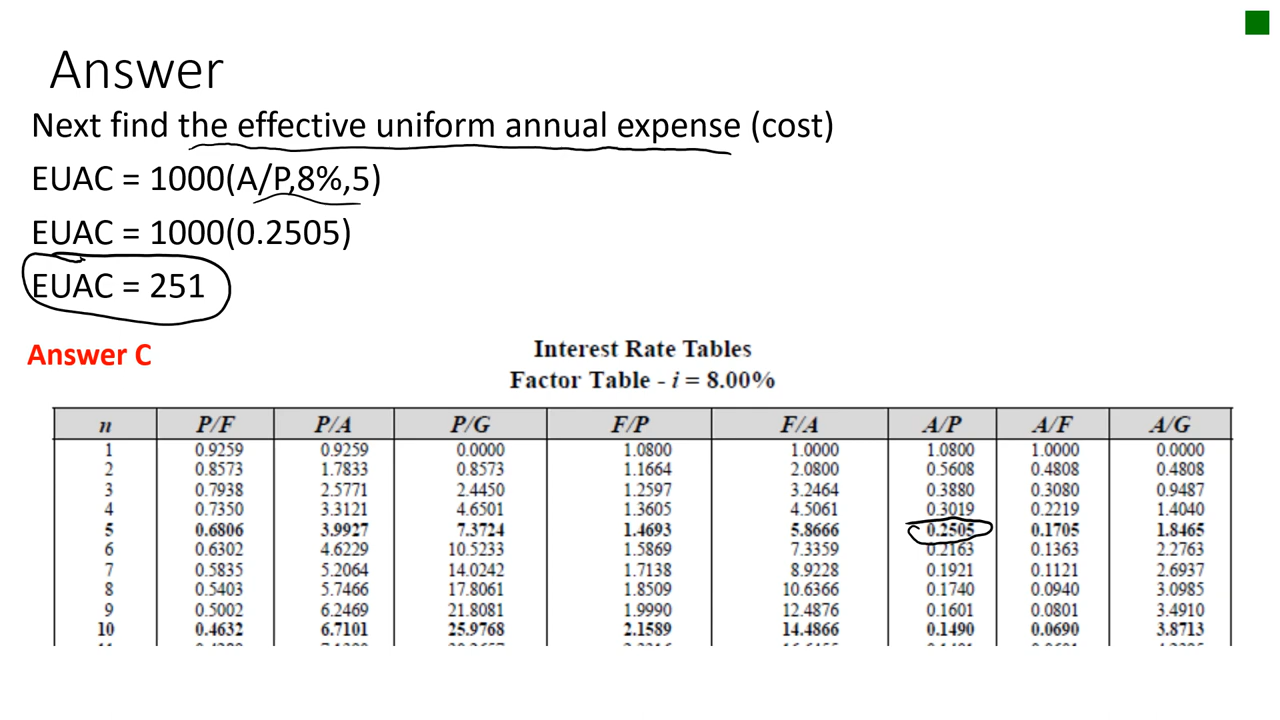 Answer
Next find the effective uniform annual expense (cost)
EUAC = 1000(A/P,8%,5)
EUAC = 1000(0.2505)
EUAC = 251
Answer C
Interest Rate Tables
Factor Table - i = 8.00%
n P/F P/A P/G F/P F/A A/P A/F A/G
1 0.9259 0.9259 0.0000 1.0800 1.0000 1.0800 1.0000 0.0000
2 0.8573 1.7833 0.8573 1.1664 2.0800 0.5608 0.4808 0.4808
3 0.7938 2.5771 2.4450 1.2597 3.2464 0.3880 0.3080 0.9487
4 0.7350 3.3121 4.6501 1.3605 4.5061 0.3019 0.2219 1.4040
5 0.6806 3.9927 7.3724 1.4693 5.8666 0.2505 0.1705 1.8465
6 0.6302 4.6229 10.5233 1.5869 7.3359 0.2163 0.1363 2.2763
7 0.5835 5.2064 14.0242 1.7138 8.9228 0.1921 0.1121 2.6937
8 0.5403 5.7466 17.8061 1.8509 10.6366 0.1740 0.0940 3.0985
9 0.5002 6.2469 21.8081 1.9990 12.4876 0.1601 0.0801 3.4910
10 0.4632 6.7101 25.9768 2.1589 14.4866 0.1490 0.0690 3.8713